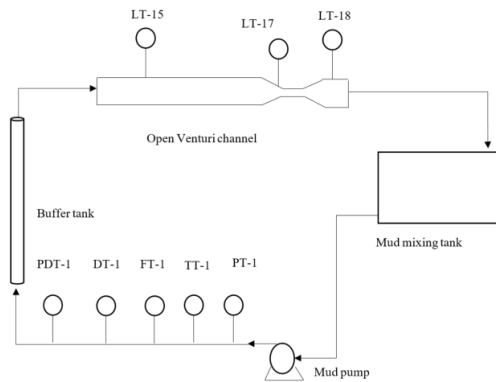 LT-15
LT-17
LT-18
Open Venturi channel
Buffer tank
Mud mixing tank
PDT-1
DT-1
FT-1
TT-1
PT-1
Mud pump